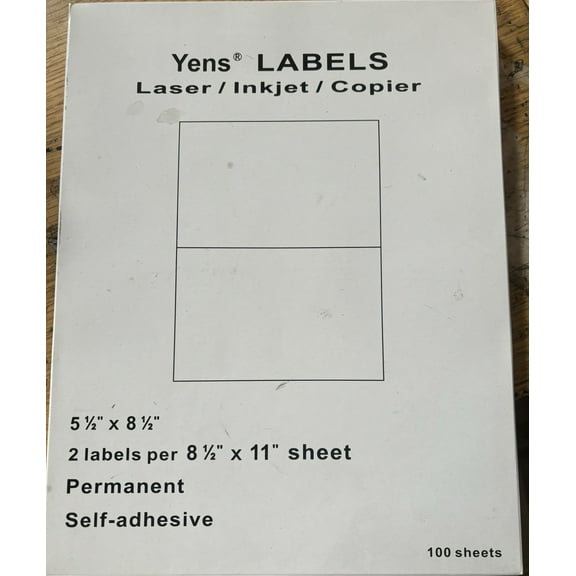 Yens® LABELS
Laser / Inkjet / Copier
5 ½" x 8 ½"
2 labels per 8 ½" x 11" sheet
Permanent
Self-adhesive
100 sheets